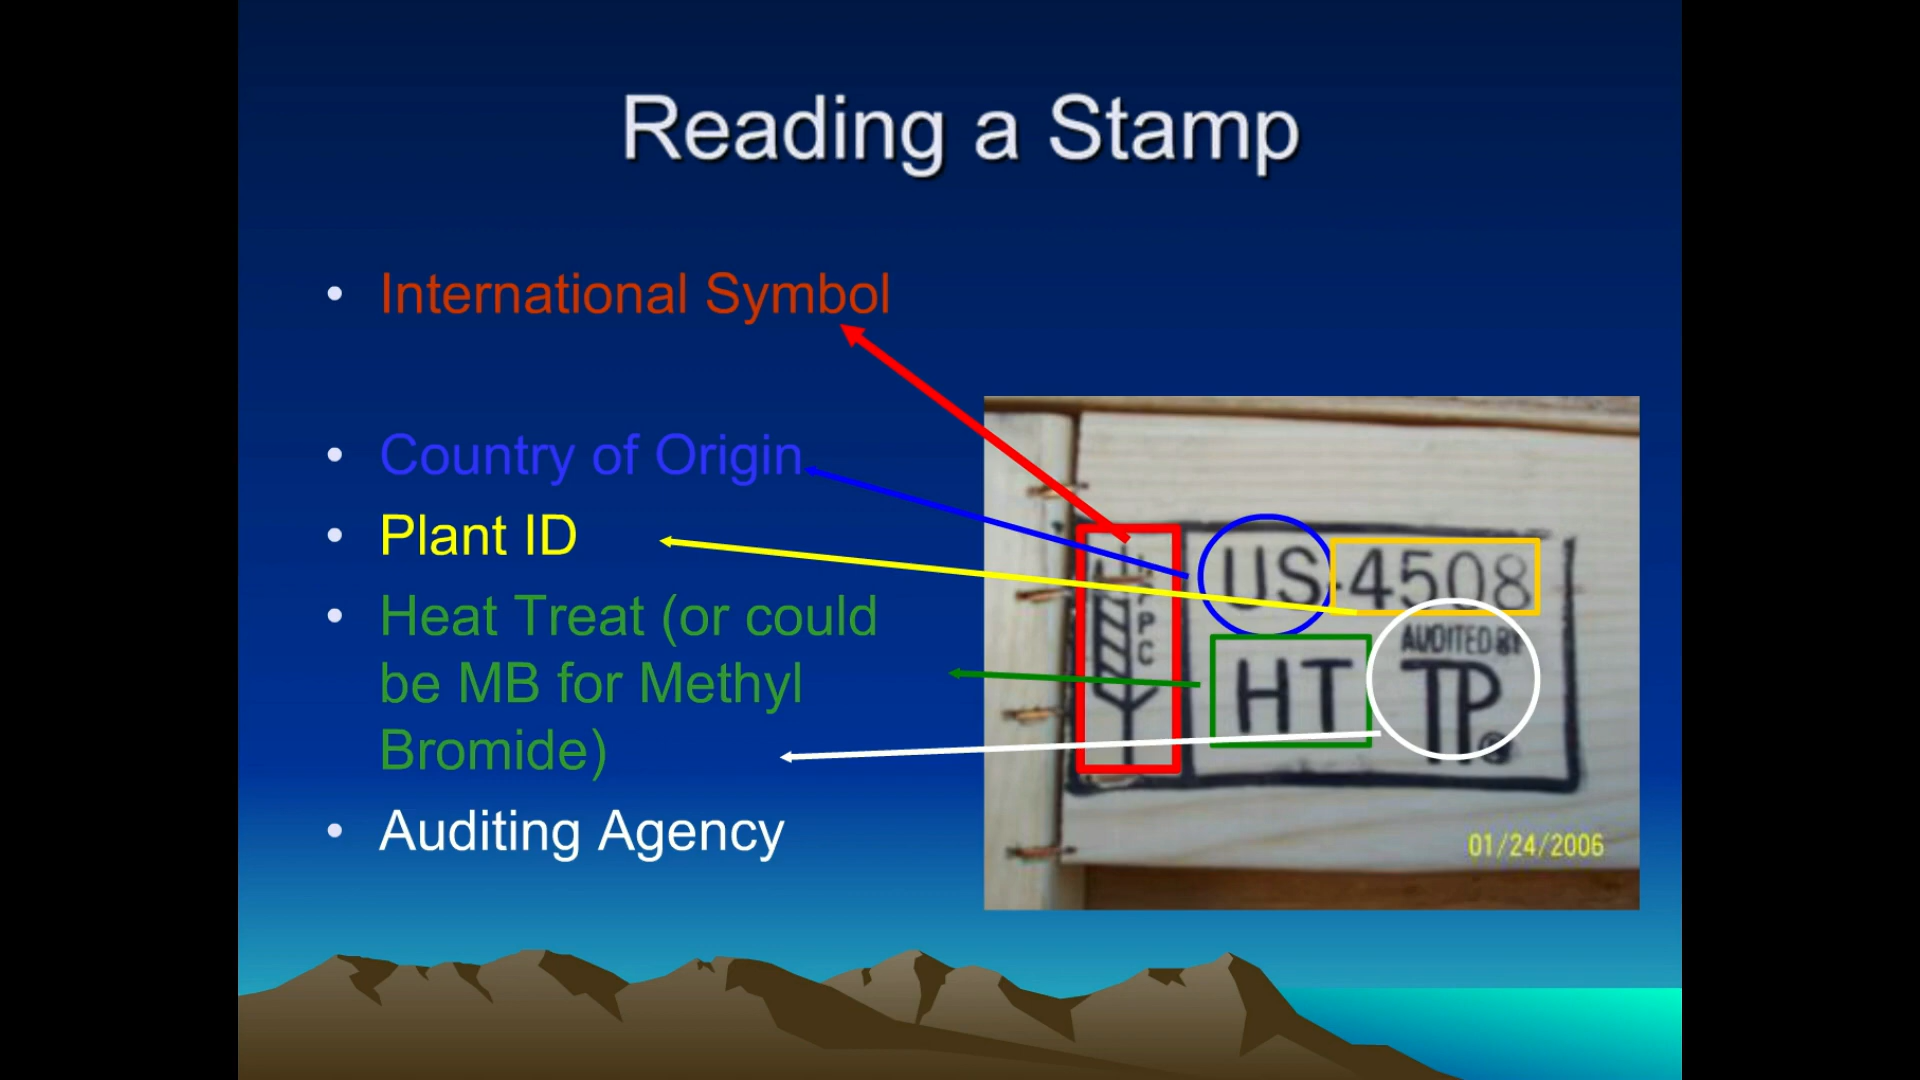 Reading a Stamp
• International Symbol
• Country of Origin
• Plant ID
• Heat Treat (or could
be MB for Methyl
Bromide)
• Auditing Agency
IPPC
US-4508
HT
AUDITED BY
TP®
01/24/2006